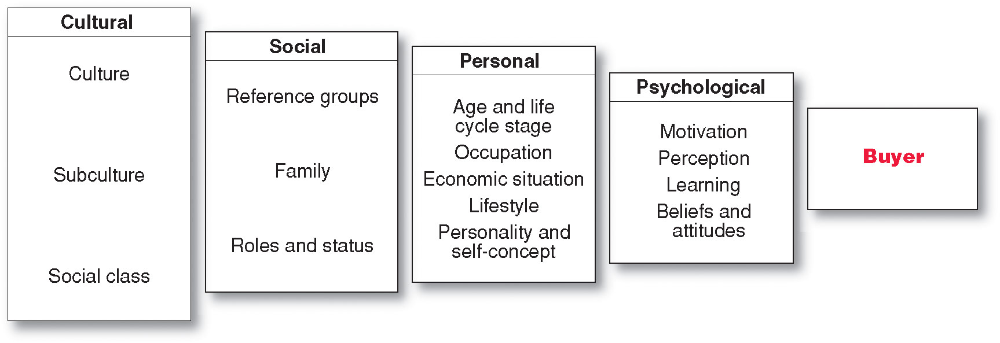 Cultural
Culture
Subculture
Social class
Social
Reference groups
Family
Roles and status
Personal
Age and life
cycle stage
Occupation
Economic situation
Lifestyle
Personality and
self-concept
Psychological
Motivation
Perception
Learning
Beliefs and
attitudes
Buyer